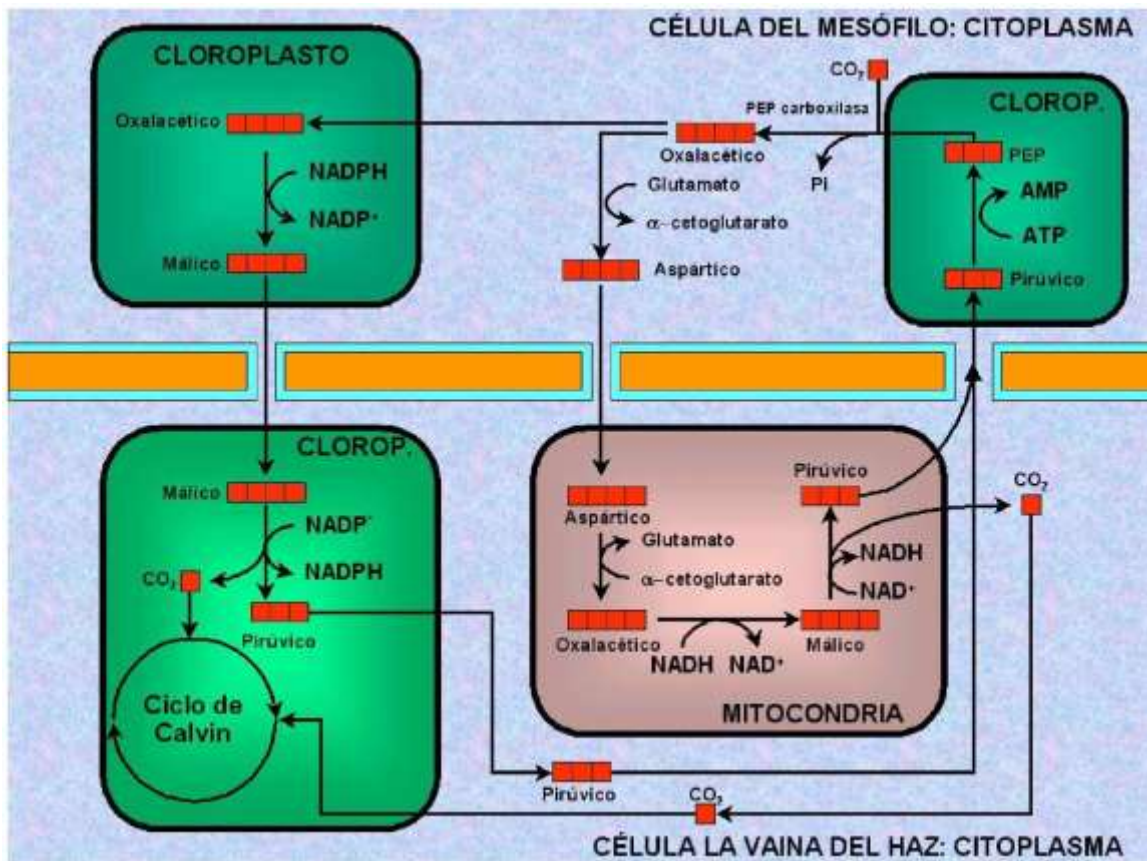 CÉLULA DEL MESÓFILO: CITOPLASMA
CLOROPLASTO
Oxalacético
NADPH
NADP⁺
Málico
CO₂
PEP carboxilasa
Oxalacético
PI
Glutamato
α-cetoglutarato
Aspártico
CLOROP.
PEP
AMP
ATP
Pirúvico
CLOROP.
Málico
NADP⁺
NADPH
CO₂
Pirúvico
Ciclo de
Calvin
Aspártico
Glutamato
α-cetoglutarato
Oxalacético
NADH
NAD⁺
Málico
Pirúvico
NADH
NAD⁺
MITOCONDRIA
CO₂
Pirúvico
CO₂
CÉLULA LA VAINA DEL HAZ: CITOPLASMA